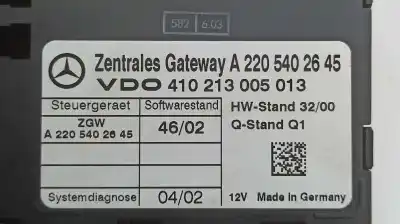 582 6.03
Zentrales Gateway A 220 540 26 45
VDO 410 213 005 013
Steuergeraet Softwarestand HW-Stand 32/00
ZGW
A 220 540 26 45 46/02 Q-Stand Q1
Systemdiagnose 04/02 12V Made in Germany